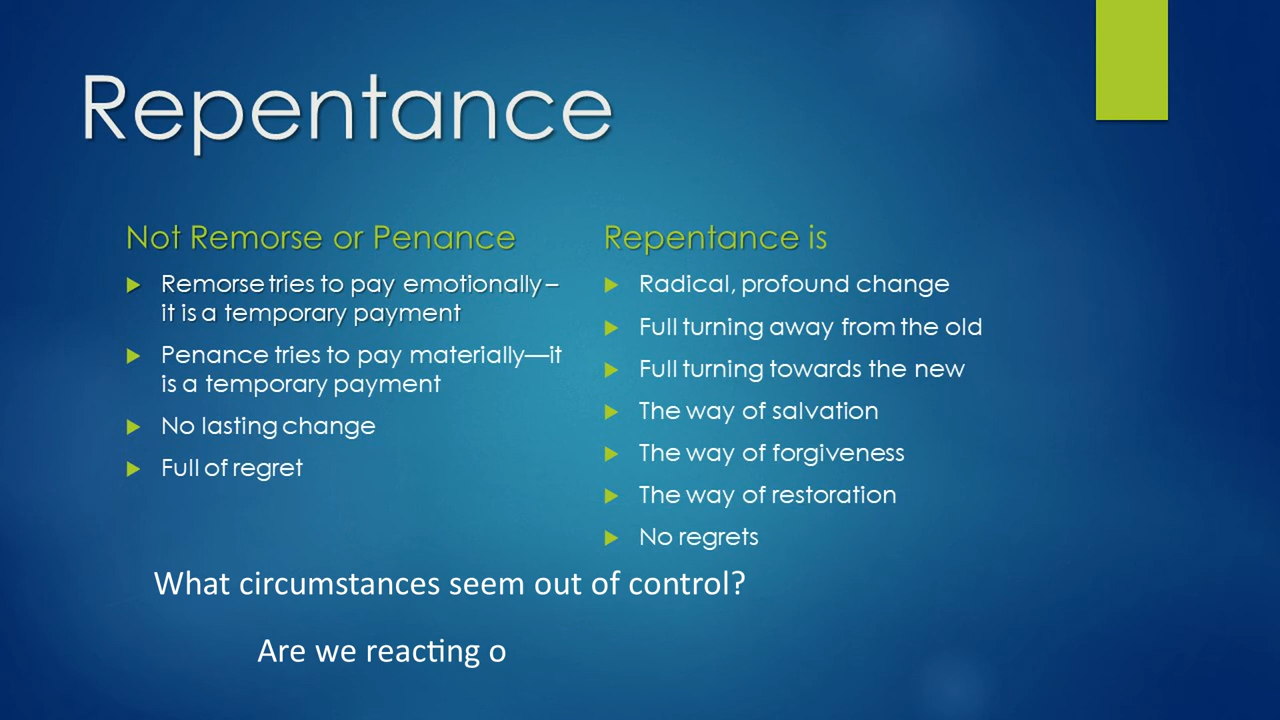 Repentance
Not Remorse or Penance
Remorse tries to pay emotionally –
it is a temporary payment
Penance tries to pay materially—it
is a temporary payment
No lasting change
Full of regret
Repentance is
Radical, profound change
Full turning away from the old
Full turning towards the new
The way of salvation
The way of forgiveness
The way of restoration
No regrets
What circumstances seem out of control?
Are we reacting o